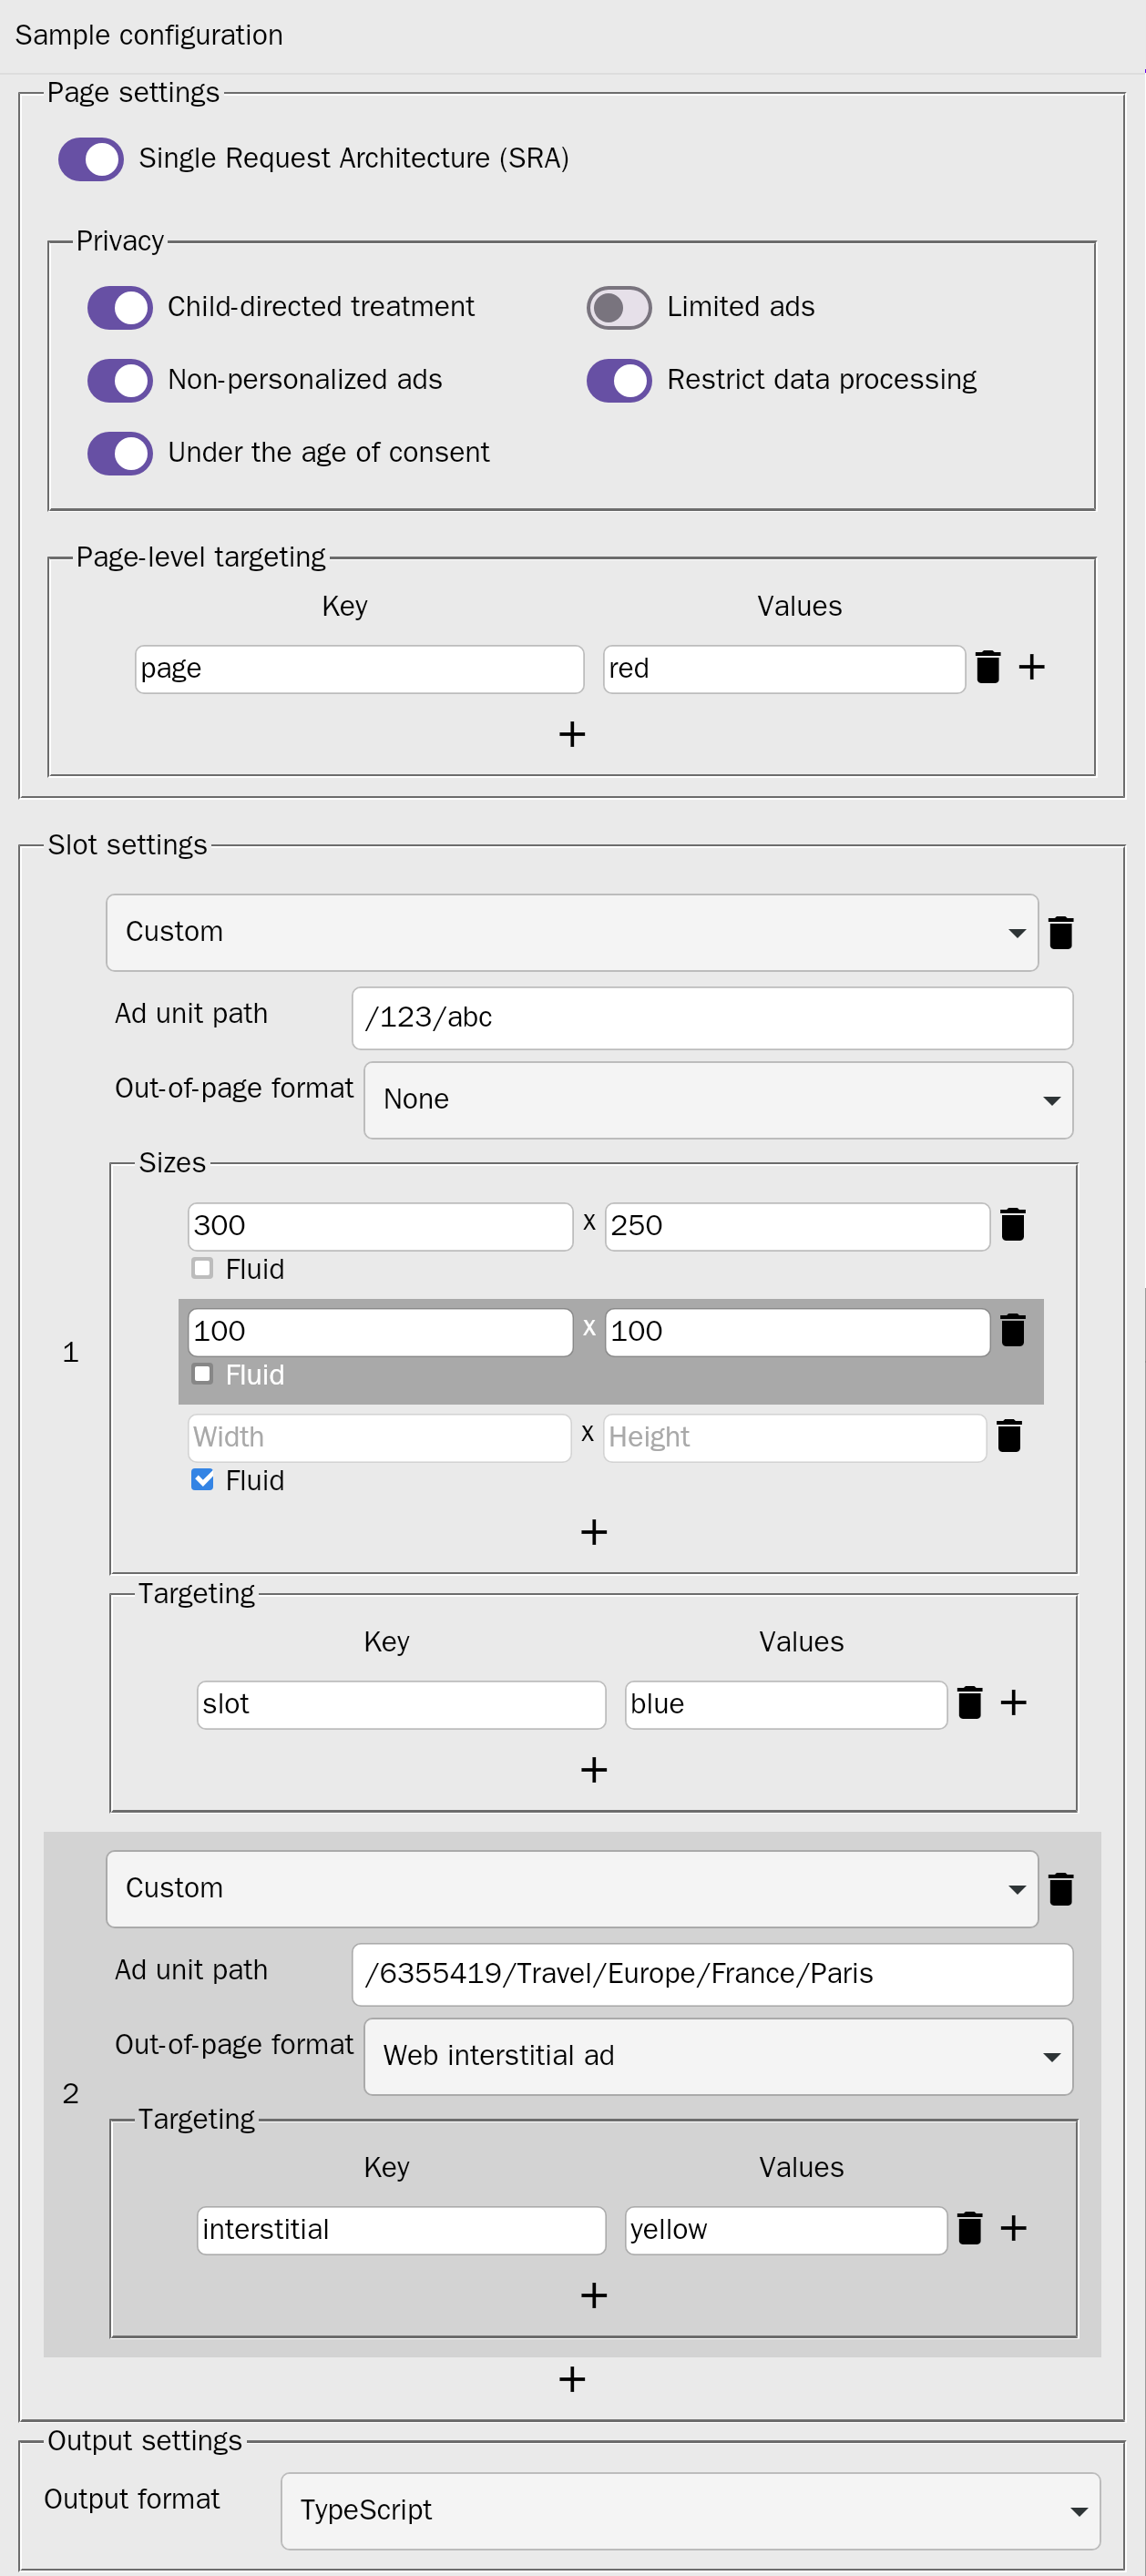 Sample configuration
Page settings
Single Request Architecture (SRA)
Privacy
Child-directed treatment Limited ads
Non-personalized ads Restrict data processing
Under the age of consent
Page-level targeting
Key Values
page red
+
+
Slot settings
Custom
Ad unit path /123/abc
Out-of-page format None
Sizes
300 x 250
Fluid
1
100 x 100
Fluid
Width x Height
Fluid
+
Targeting
Key Values
slot blue
+
+
Custom
Ad unit path /6355419/Travel/Europe/France/Paris
Out-of-page format Web interstitial ad
2
Targeting
Key Values
interstitial yellow
+
+
+
Output settings
Output format TypeScript